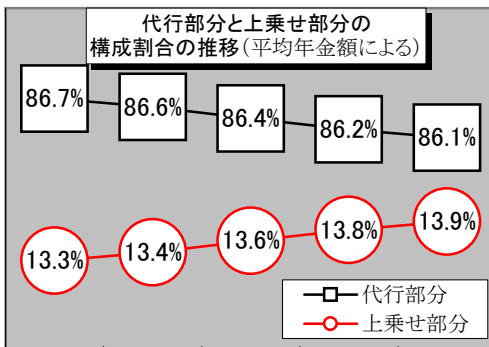 代行部分と上乗せ部分の
構成割合の推移(平均年金額による)
86.7%
86.6%
86.4%
86.2%
86.1%
13.3%
13.4%
13.6%
13.8%
13.9%
代行部分
上乗せ部分